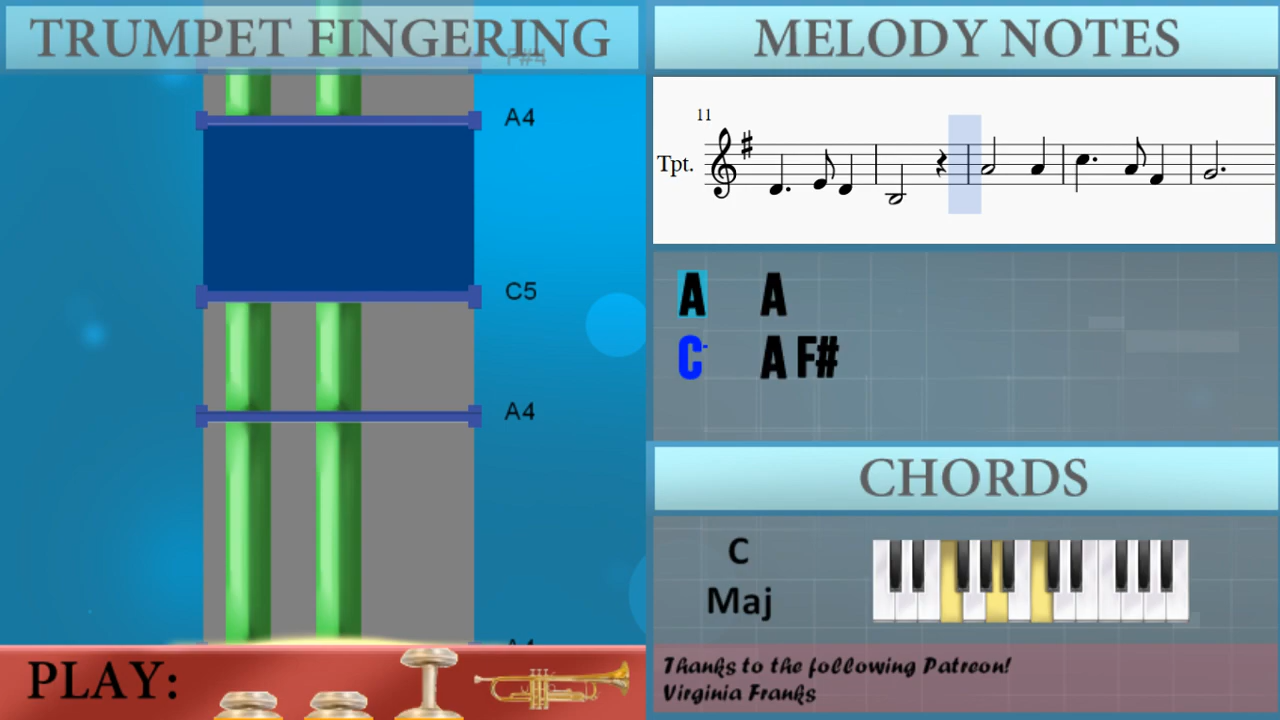 TRUMPET FINGERING
F#4
A4
C5
A4
A4
PLAY:
MELODY NOTES
11
Tpt.
A A
C- A F#
CHORDS
C
Maj
Thanks to the following Patreon!
Virginia Franks